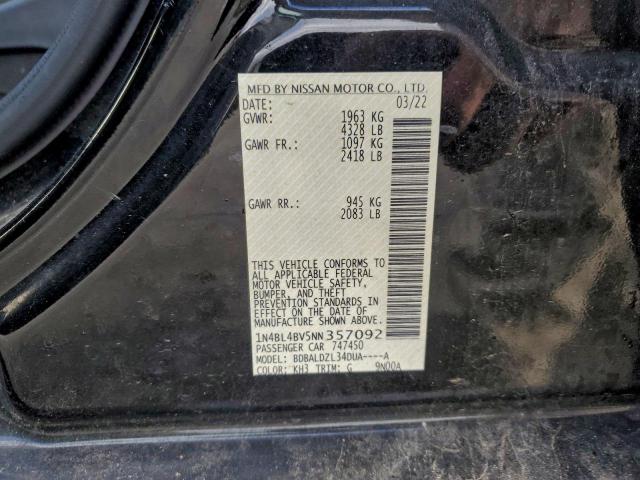 MFD BY NISSAN MOTOR CO., LTD.
DATE: 03/22
GVWR: 1963 KG
4328 LB
GAWR FR.: 1097 KG
2418 LB
GAWR RR.: 945 KG
2083 LB
THIS VEHICLE CONFORMS TO
ALL APPLICABLE FEDERAL
MOTOR VEHICLE SAFETY,
BUMPER, AND THEFT
PREVENTION STANDARDS IN
EFFECT ON THE DATE OF
MANUFACTURE SHOWN ABOVE.
1N4BL4BV5NN357092
PASSENGER CAR 747450
MODEL: BDBALDZL34DUA----A
COLOR: KH3 TRIM: G 9N00A